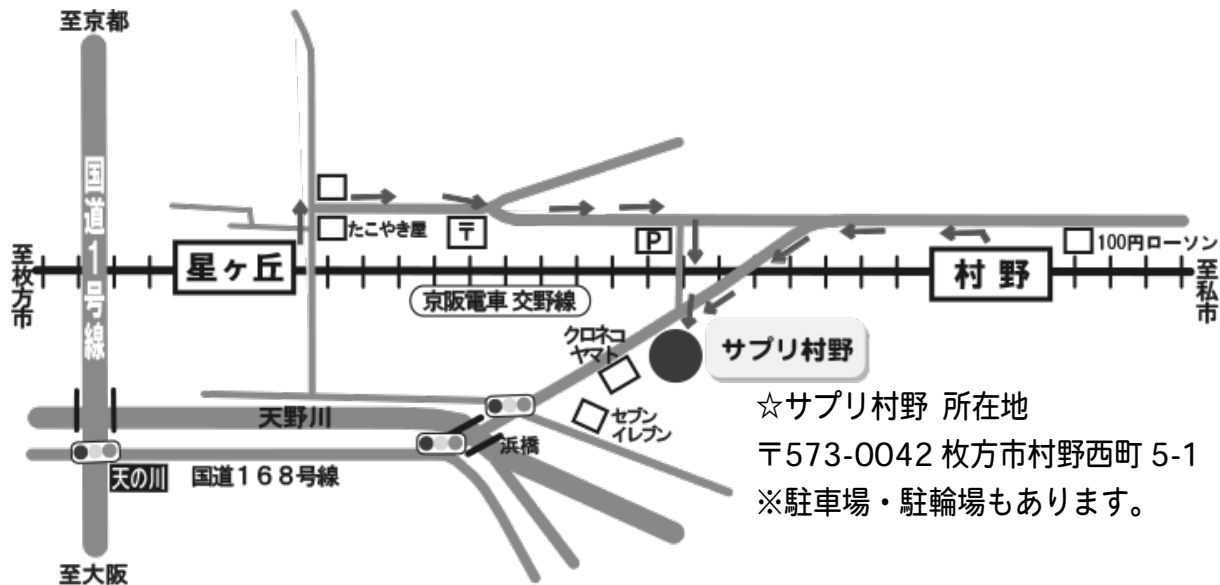 至京都
国道1号線
たこやき屋
〒
P
100円ローソン
至枚方市
星ヶ丘
村野
至私市
京阪電車 交野線
クロネコ
ヤマト
サプリ村野
セブン
イレブン
天野川
浜橋
天の川
国道168号線
至大阪
☆サプリ村野 所在地
〒573-0042 枚方市村野西町 5-1
※駐車場・駐輪場もあります。